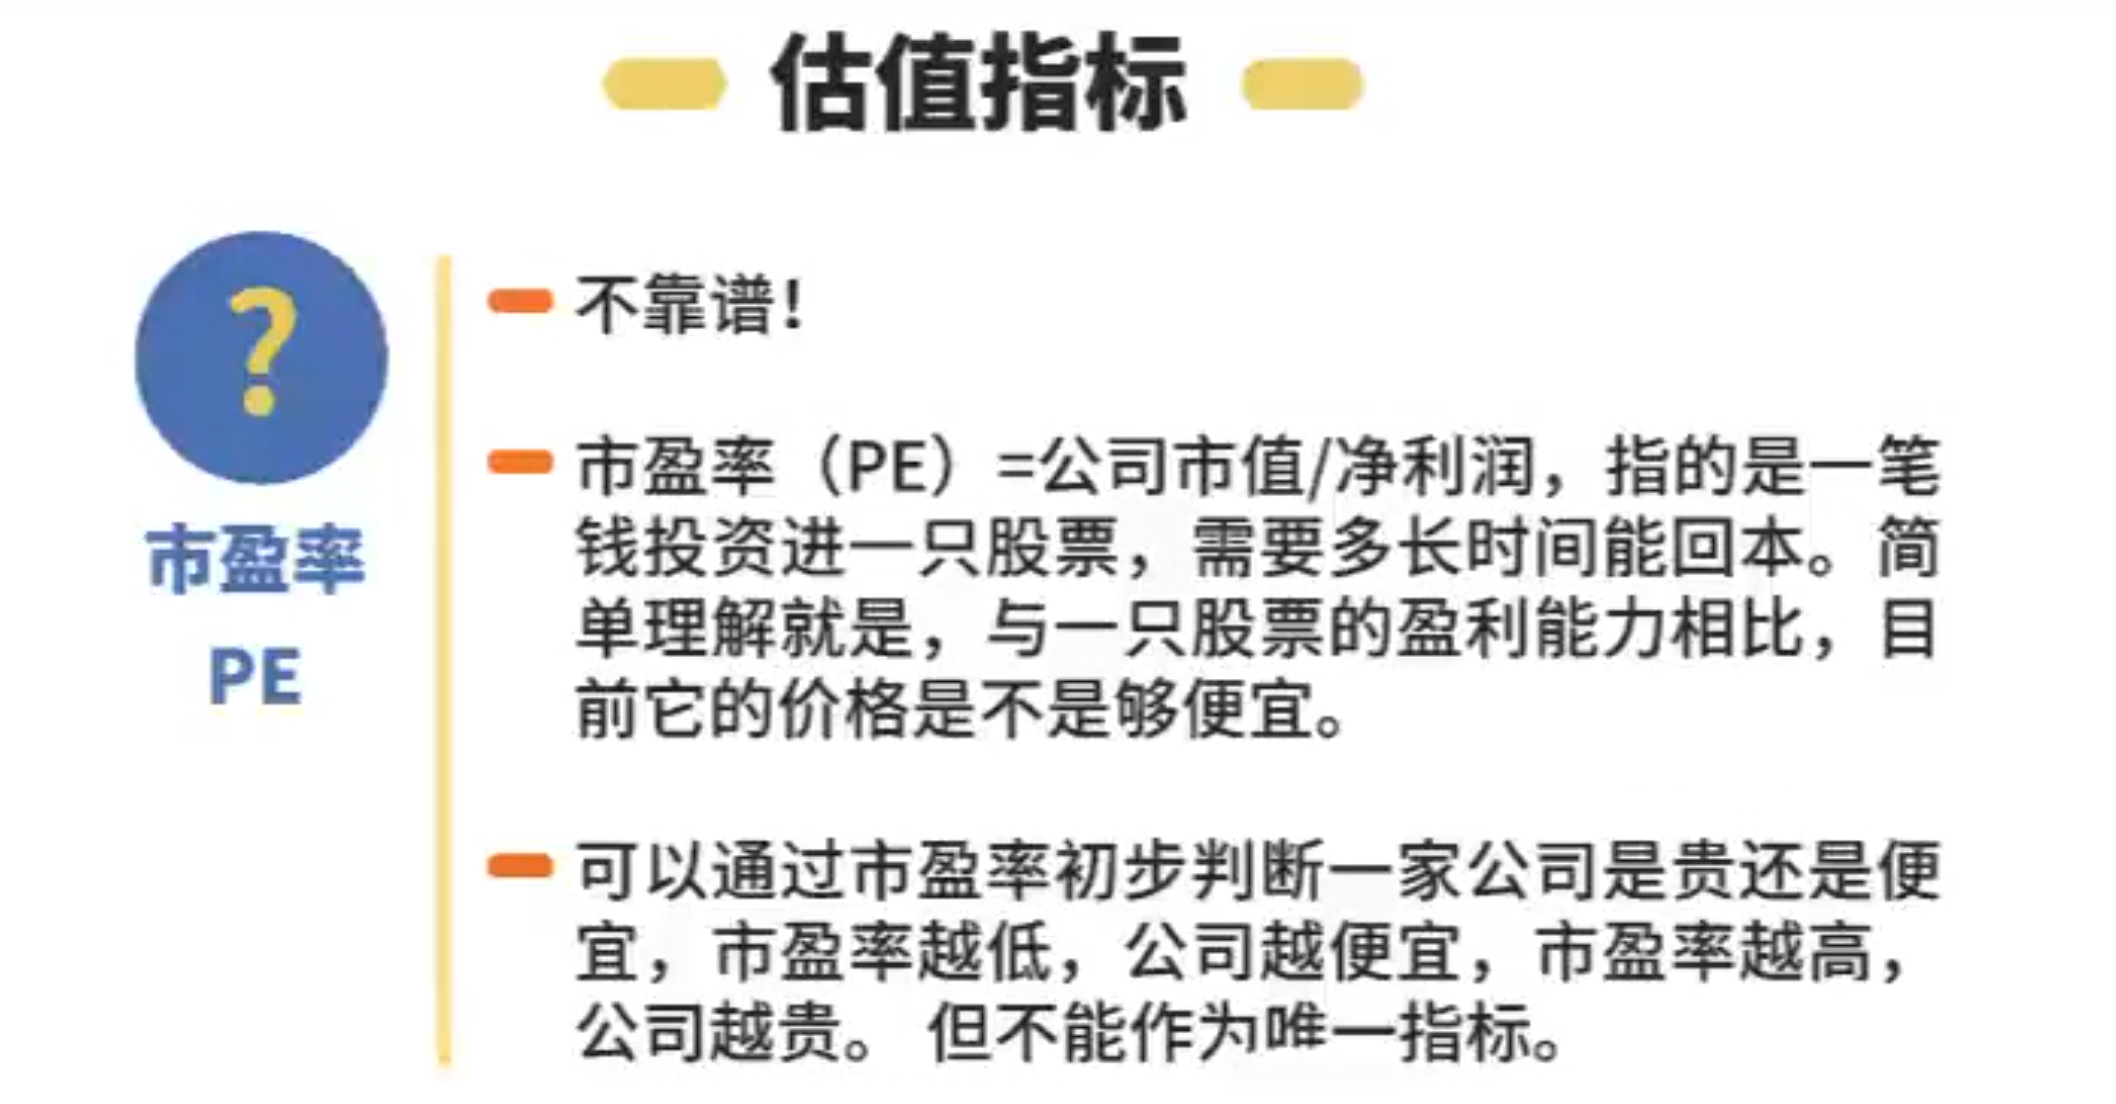 估值指标
?
市盈率
PE
不靠谱！
市盈率（PE）=公司市值/净利润，指的是一笔
钱投资进一只股票，需要多长时间能回本。简
单理解就是，与一只股票的盈利能力相比，目
前它的价格是不是够便宜。
可以通过市盈率初步判断一家公司是贵还是便
宜，市盈率越低，公司越便宜，市盈率越高，
公司越贵。 但不能作为唯一指标。